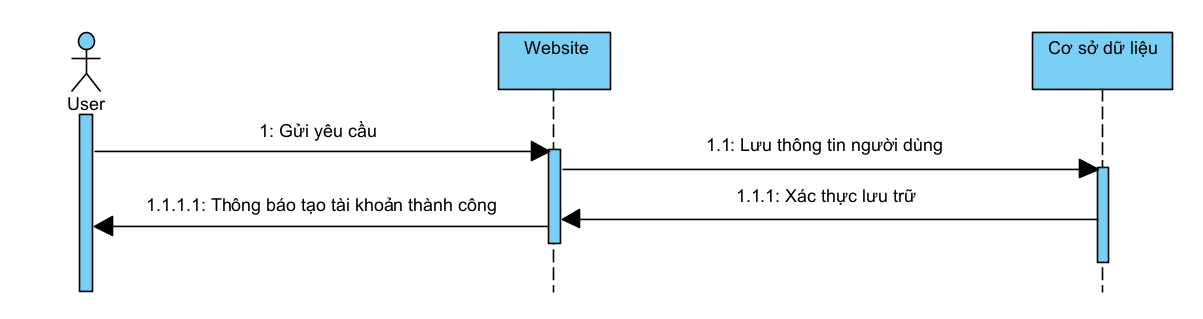 User
Website
Cơ sở dữ liệu
1: Gửi yêu cầu
1.1: Lưu thông tin người dùng
1.1.1: Xác thực lưu trữ
1.1.1.1: Thông báo tạo tài khoản thành công